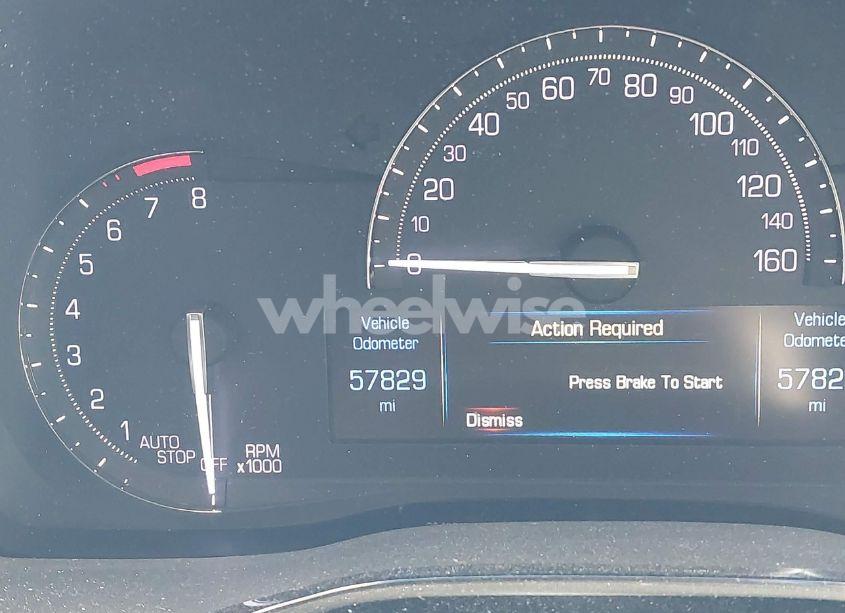 10
20
30
40
50
60
70
80
90
100
110
120
140
160
0
8
7
6
5
4
3
2
1
AUTO
STOP OFF
RPM
x1000
wheelwise
Vehicle
Odometer
57829
mi
Action Required
Press Brake To Start
Dismiss
Vehicle
Odometer
5782
mi